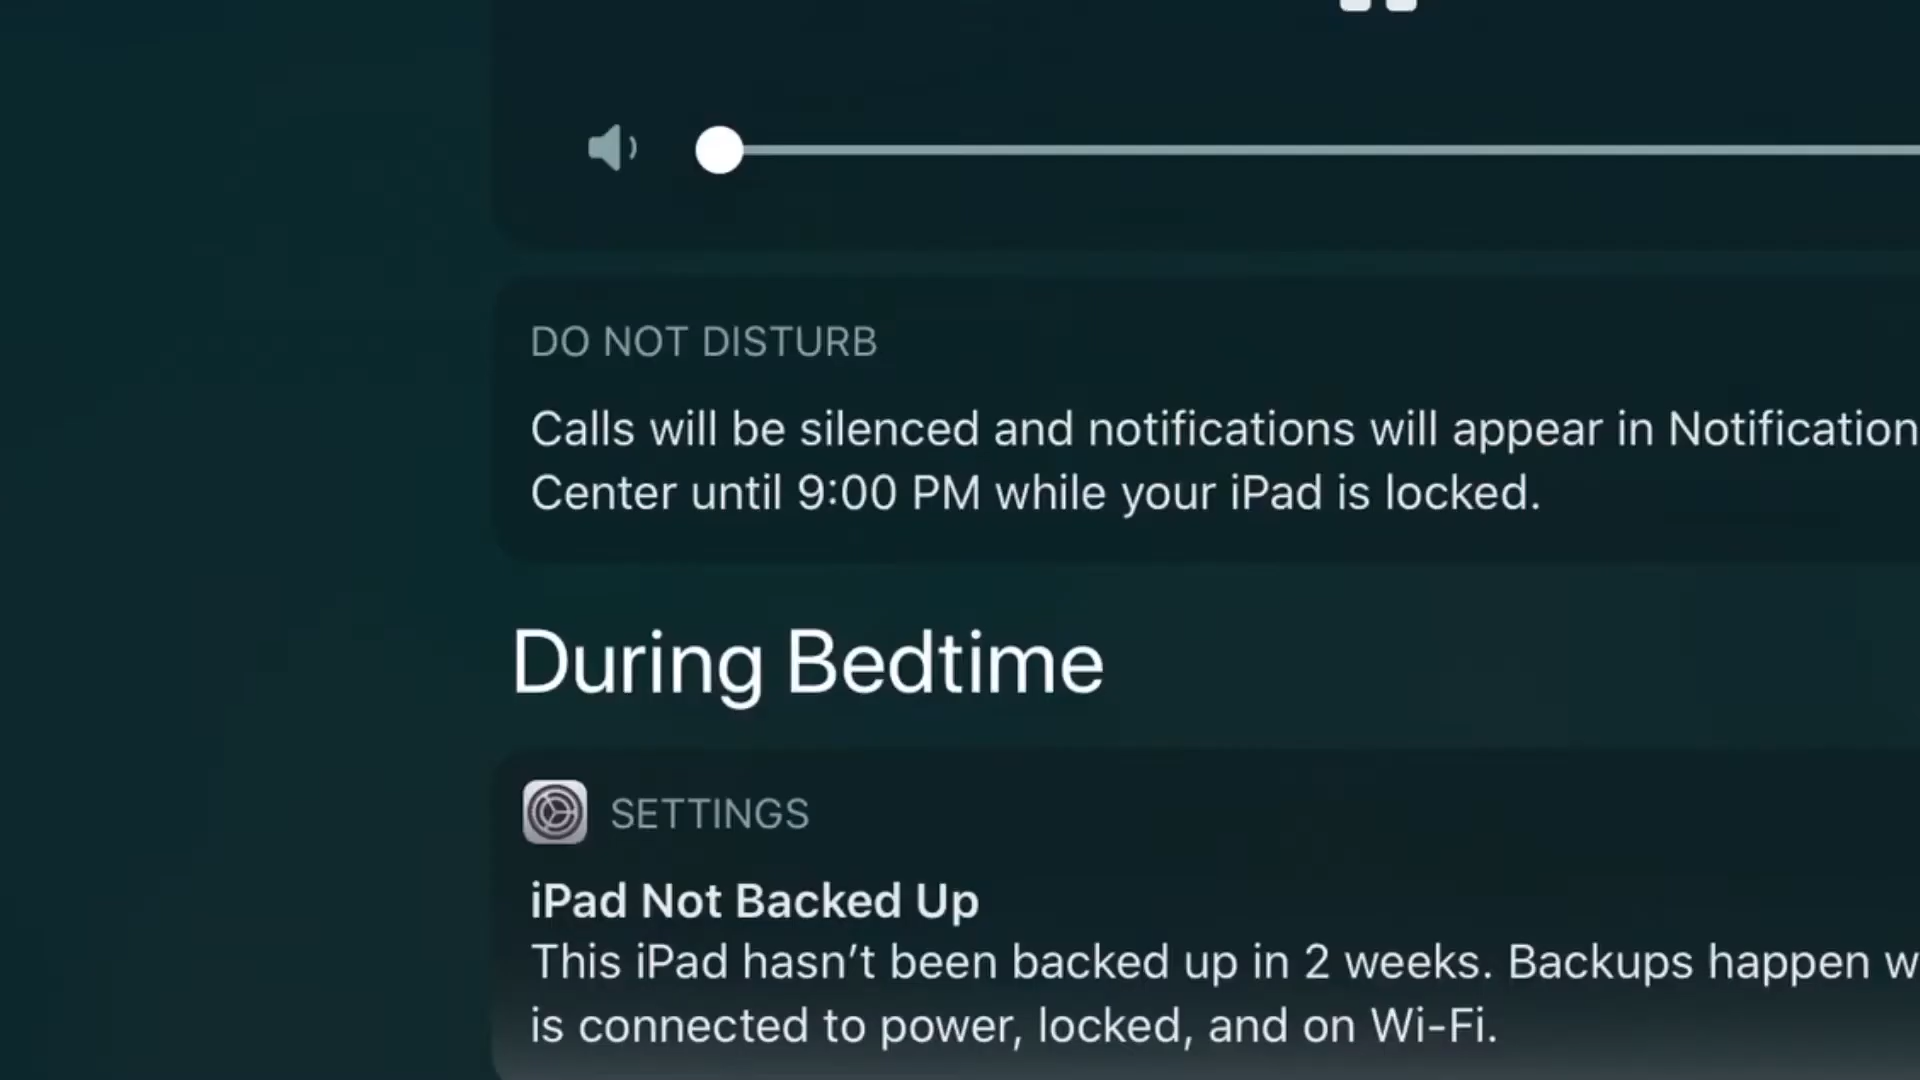 DO NOT DISTURB
Calls will be silenced and notifications will appear in Notification
Center until 9:00 PM while your iPad is locked.
During Bedtime
SETTINGS
iPad Not Backed Up
This iPad hasn’t been backed up in 2 weeks. Backups happen w
is connected to power, locked, and on Wi-Fi.